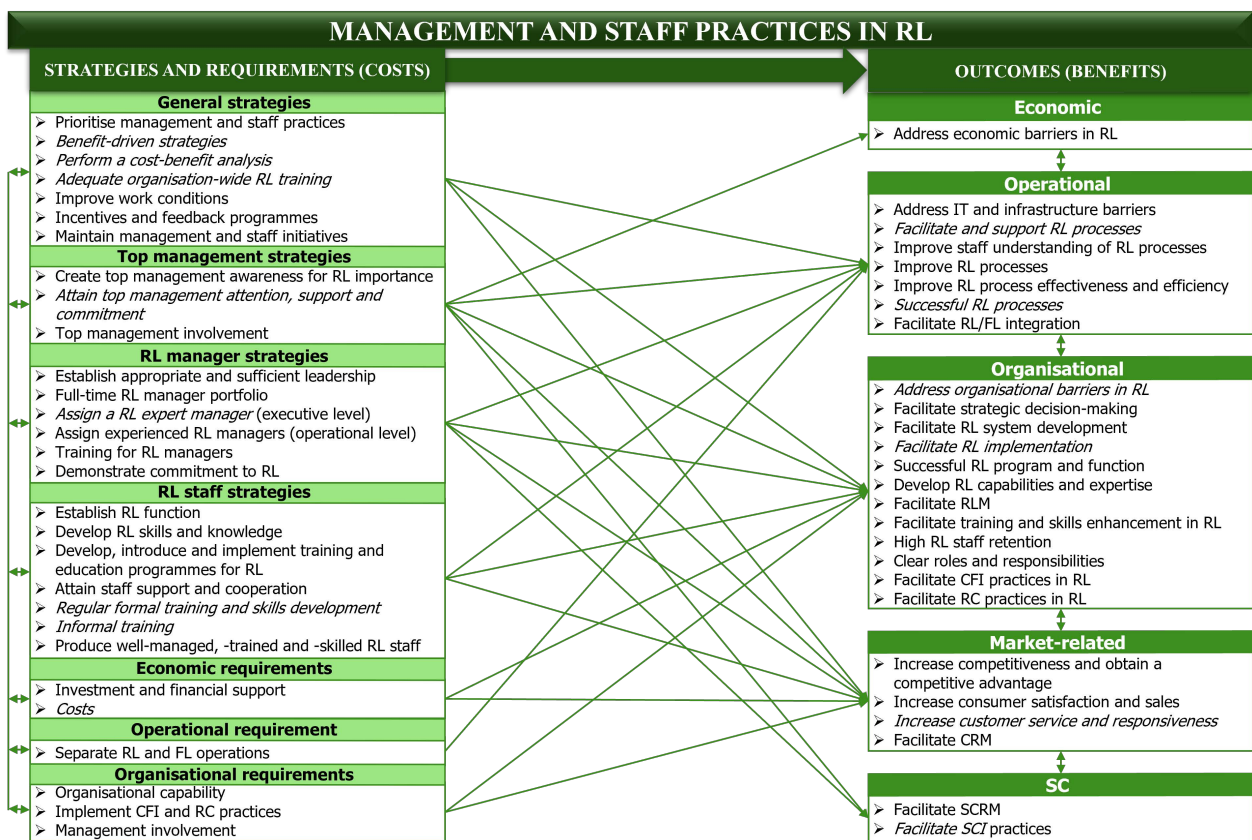 MANAGEMENT AND STAFF PRACTICES IN RL
STRATEGIES AND REQUIREMENTS (COSTS)
General strategies
➢ Prioritise management and staff practices
➢ Benefit-driven strategies
➢ Perform a cost-benefit analysis
➢ Adequate organisation-wide RL training
➢ Improve work conditions
➢ Incentives and feedback programmes
➢ Maintain management and staff initiatives
Top management strategies
➢ Create top management awareness for RL importance
➢ Attain top management attention, support and
commitment
➢ Top management involvement
RL manager strategies
➢ Establish appropriate and sufficient leadership
➢ Full-time RL manager portfolio
➢ Assign a RL expert manager (executive level)
➢ Assign experienced RL managers (operational level)
➢ Training for RL managers
➢ Demonstrate commitment to RL
RL staff strategies
➢ Establish RL function
➢ Develop RL skills and knowledge
➢ Develop, introduce and implement training and
education programmes for RL
➢ Attain staff support and cooperation
➢ Regular formal training and skills development
➢ Informal training
➢ Produce well-managed, -trained and -skilled RL staff
Economic requirements
➢ Investment and financial support
➢ Costs
Operational requirement
➢ Separate RL and FL operations
Organisational requirements
➢ Organisational capability
➢ Implement CFI and RC practices
➢ Management involvement
OUTCOMES (BENEFITS)
Economic
➢ Address economic barriers in RL
Operational
➢ Address IT and infrastructure barriers
➢ Facilitate and support RL processes
➢ Improve staff understanding of RL processes
➢ Improve RL processes
➢ Improve RL process effectiveness and efficiency
➢ Successful RL processes
➢ Facilitate RL/FL integration
Organisational
➢ Address organisational barriers in RL
➢ Facilitate strategic decision-making
➢ Facilitate RL system development
➢ Facilitate RL implementation
➢ Successful RL program and function
➢ Develop RL capabilities and expertise
➢ Facilitate RLM
➢ Facilitate training and skills enhancement in RL
➢ High RL staff retention
➢ Clear roles and responsibilities
➢ Facilitate CFI practices in RL
➢ Facilitate RC practices in RL
Market-related
➢ Increase competitiveness and obtain a
competitive advantage
➢ Increase consumer satisfaction and sales
➢ Increase customer service and responsiveness
➢ Facilitate CRM
SC
➢ Facilitate SCRM
➢ Facilitate SCI practices